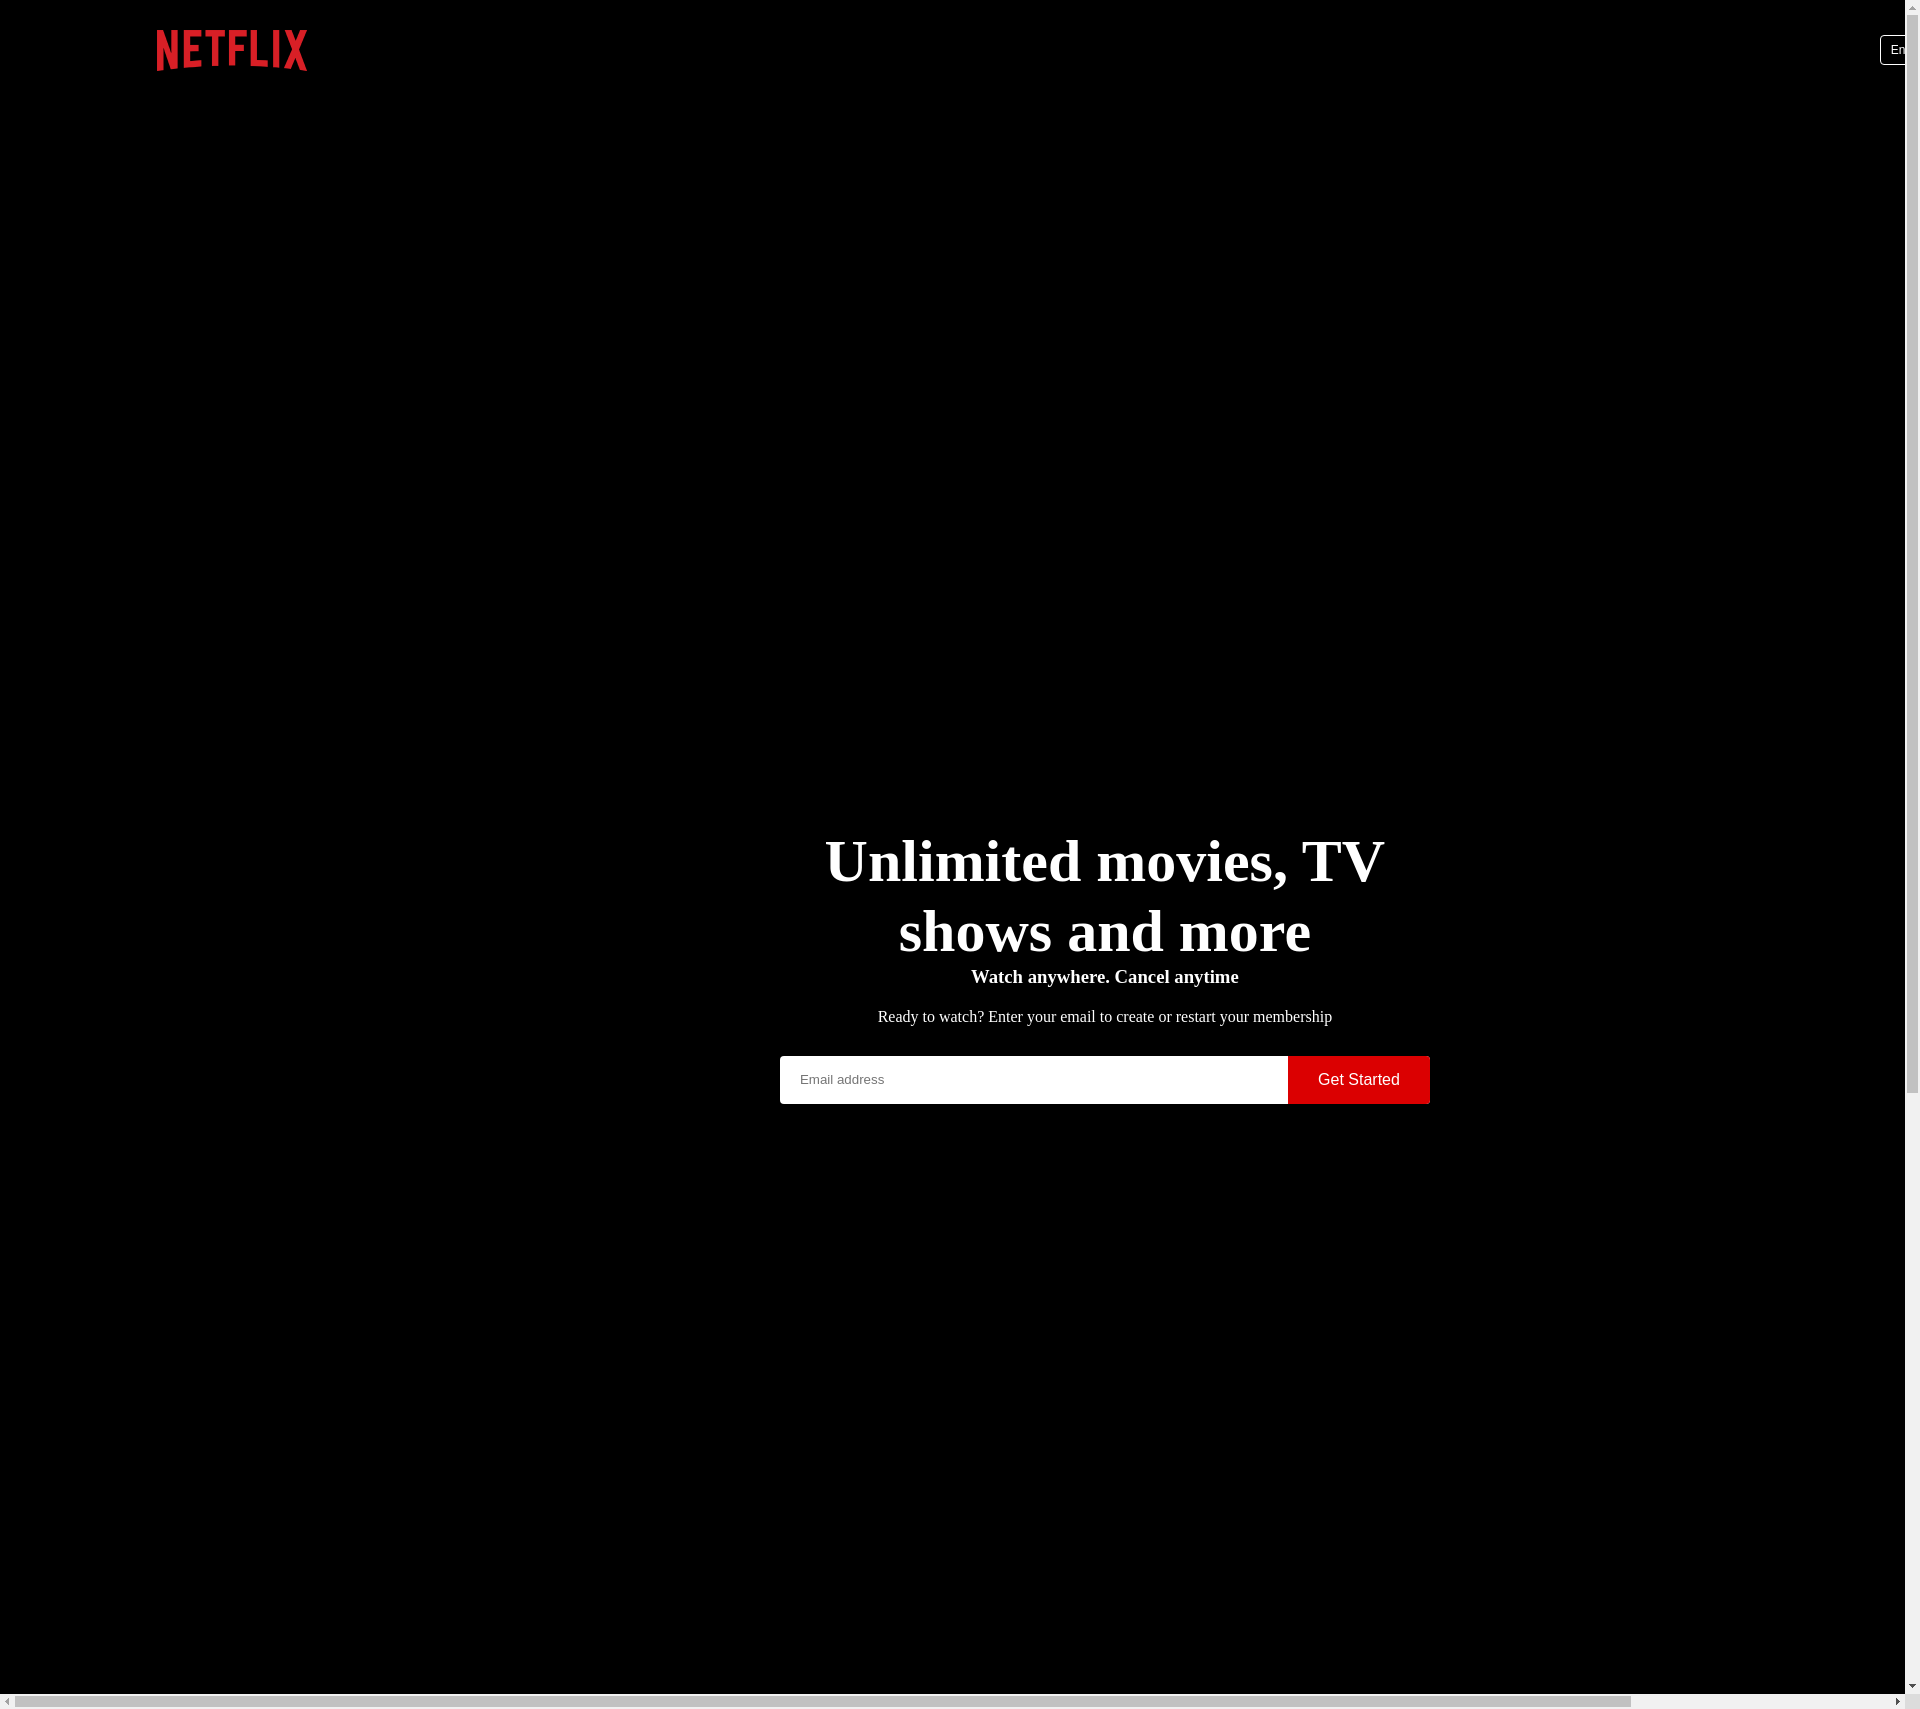 NETFLIX
En
Unlimited movies, TV
shows and more
Watch anywhere. Cancel anytime
Ready to watch? Enter your email to create or restart your membership
Email address
Get Started